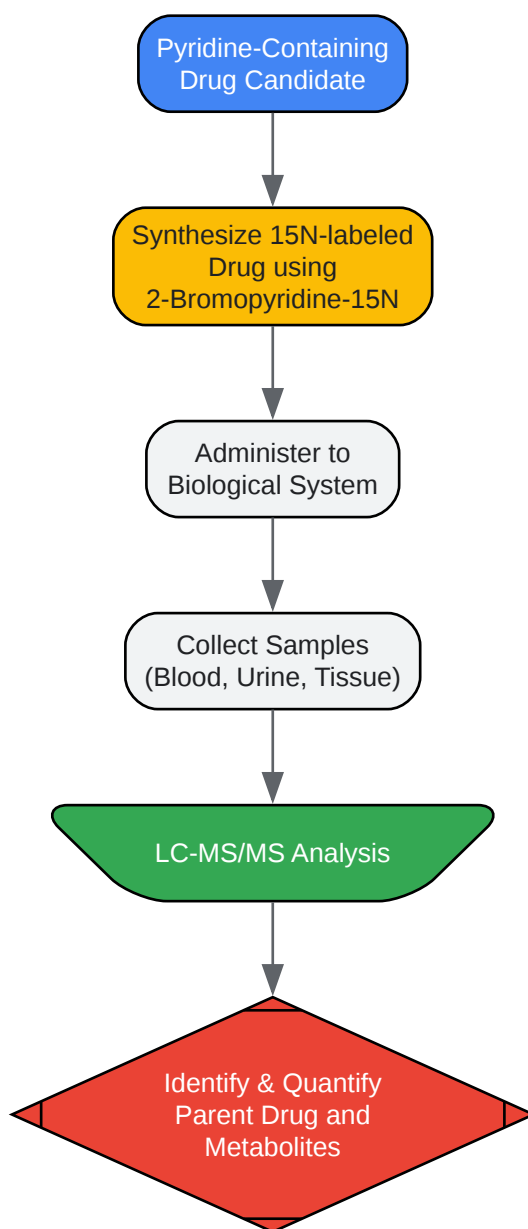 Pyridine-Containing
Drug Candidate
Synthesize 15N-labeled
Drug using
2-Bromopyridine-15N
Administer to
Biological System
Collect Samples
(Blood, Urine, Tissue)
LC-MS/MS Analysis
Identify & Quantify
Parent Drug and
Metabolites